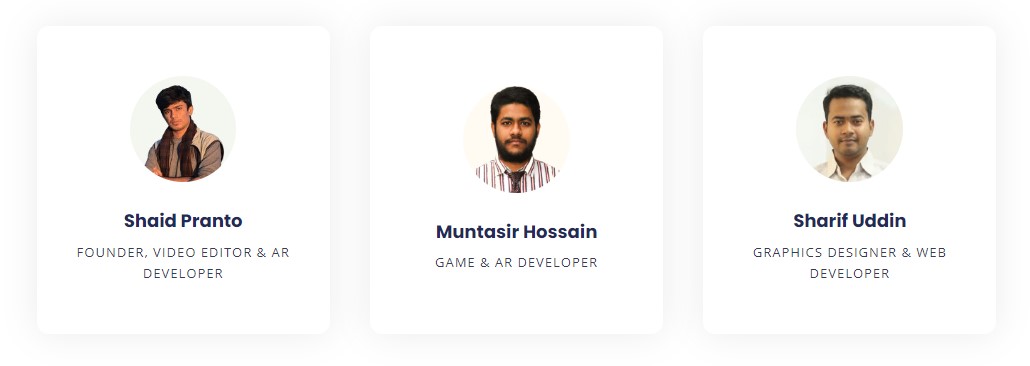 Shaid Pranto
FOUNDER, VIDEO EDITOR & AR
DEVELOPER
Muntasir Hossain
GAME & AR DEVELOPER
Sharif Uddin
GRAPHICS DESIGNER & WEB
DEVELOPER